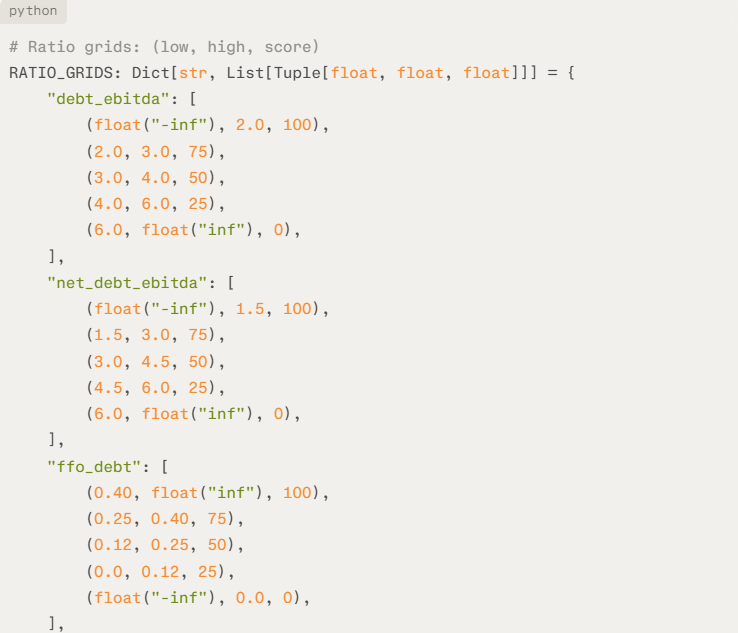 python
# Ratio grids: (low, high, score)
RATIO_GRIDS: Dict[str, List[Tuple[float, float, float]]] = {
    "debt_ebitda": [
        (float("-inf"), 2.0, 100),
        (2.0, 3.0, 75),
        (3.0, 4.0, 50),
        (4.0, 6.0, 25),
        (6.0, float("inf"), 0),
    ],
    "net_debt_ebitda": [
        (float("-inf"), 1.5, 100),
        (1.5, 3.0, 75),
        (3.0, 4.5, 50),
        (4.5, 6.0, 25),
        (6.0, float("inf"), 0),
    ],
    "ffo_debt": [
        (0.40, float("inf"), 100),
        (0.25, 0.40, 75),
        (0.12, 0.25, 50),
        (0.0, 0.12, 25),
        (float("-inf"), 0.0, 0),
    ],